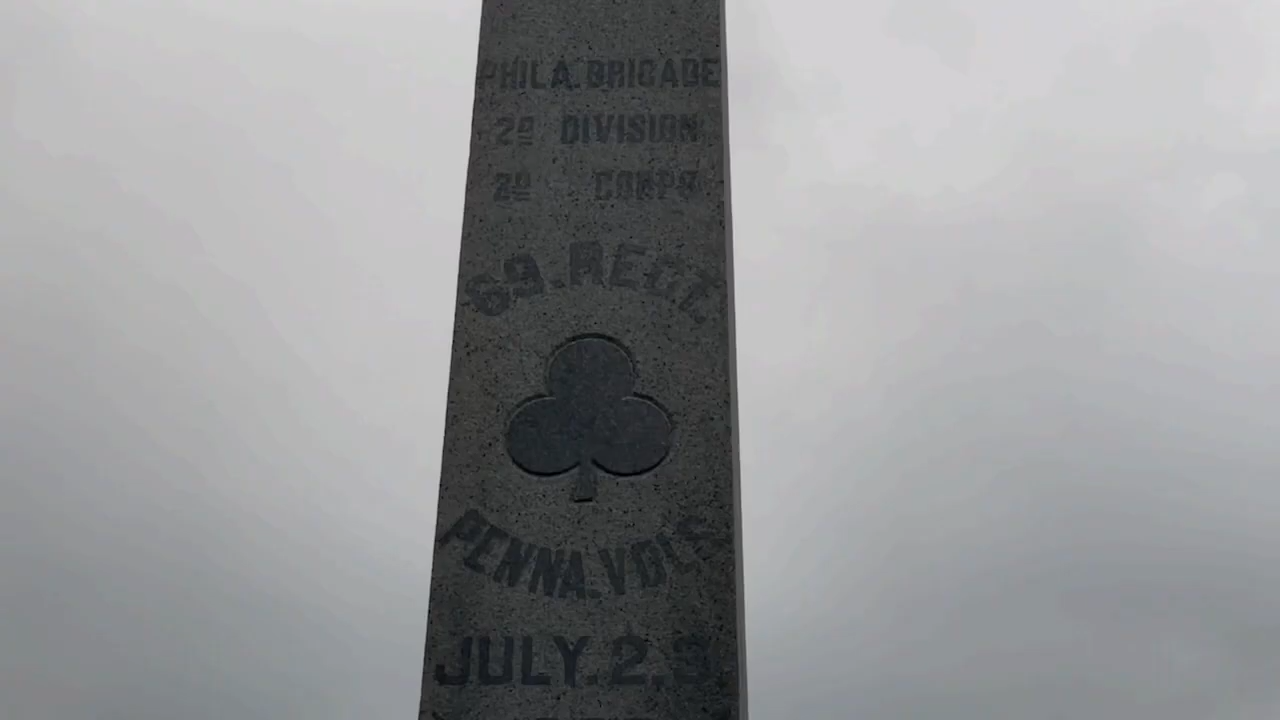 PHILA. BRIGADE
2D DIVISION
2D CORPS
69. REGT.
PENNA. VOLS
JULY. 2. 3